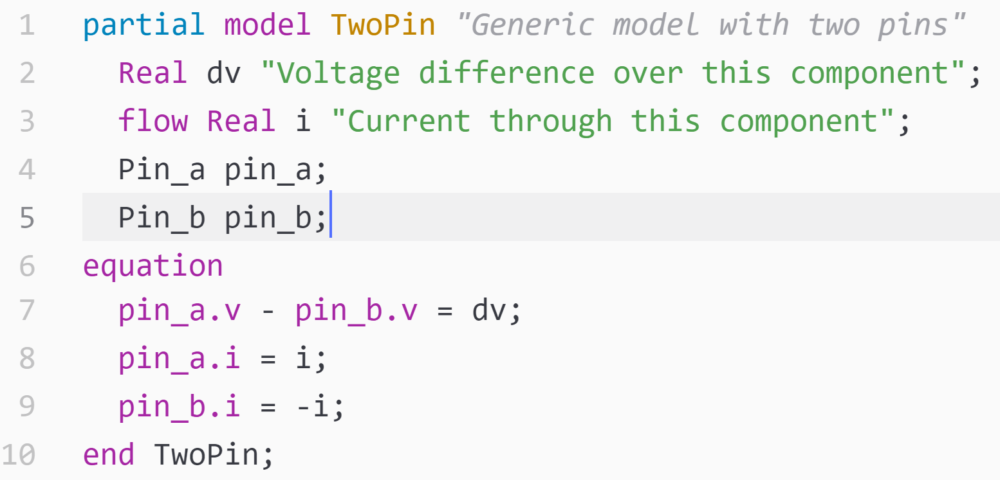 1 partial model TwoPin "Generic model with two pins"
2   Real dv "Voltage difference over this component";
3   flow Real i "Current through this component";
4   Pin_a pin_a;
5   Pin_b pin_b;
6 equation
7   pin_a.v - pin_b.v = dv;
8   pin_a.i = i;
9   pin_b.i = -i;
10 end TwoPin;